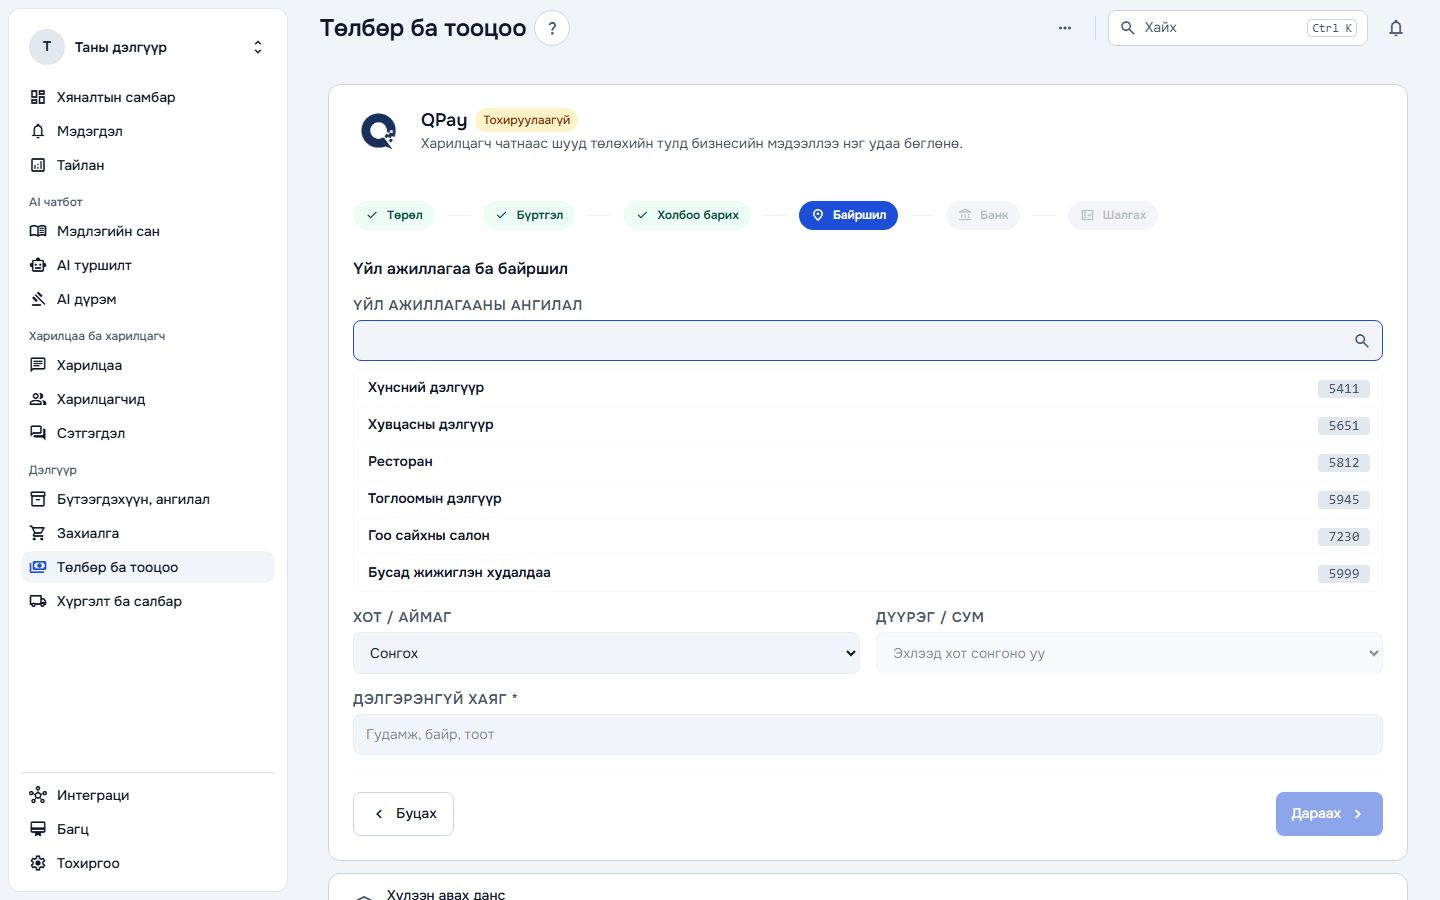 Т Таны дэлгүүр
Хяналтын самбар
Мэдэгдэл
Тайлан
AI чатбот
Мэдлэгийн сан
AI туршилт
AI дүрэм
Харилцаа ба харилцагч
Харилцаа
Харилцагчид
Сэтгэгдэл
Дэлгүүр
Бүтээгдэхүүн, ангилал
Захиалга
Төлбөр ба тооцоо
Хүргэлт ба салбар
Интеграци
Багц
Тохиргоо
Төлбөр ба тооцоо ?
Хайх Ctrl K
QPay Тохируулаагүй
Харилцагч чатнаас шууд төлөхийн тулд бизнесийн мэдээллээ нэг удаа бөглөнө.
Төрөл Бүртгэл Холбоо барих Байршил Банк Шалгах
Үйл ажиллагаа ба байршил
ҮЙЛ АЖИЛЛАГААНЫ АНГИЛАЛ
Хүнсний дэлгүүр 5411
Хувцасны дэлгүүр 5651
Ресторан 5812
Тоглоомын дэлгүүр 5945
Гоо сайхны салон 7230
Бусад жижиглэн худалдаа 5999
ХОТ / АЙМАГ ДҮҮРЭГ / СУМ
Сонгох Эхлээд хот сонгоно уу
ДЭЛГЭРЭНГҮЙ ХАЯГ *
Гудамж, байр, тоот
Буцах Дараах
Хүлээн авах данс